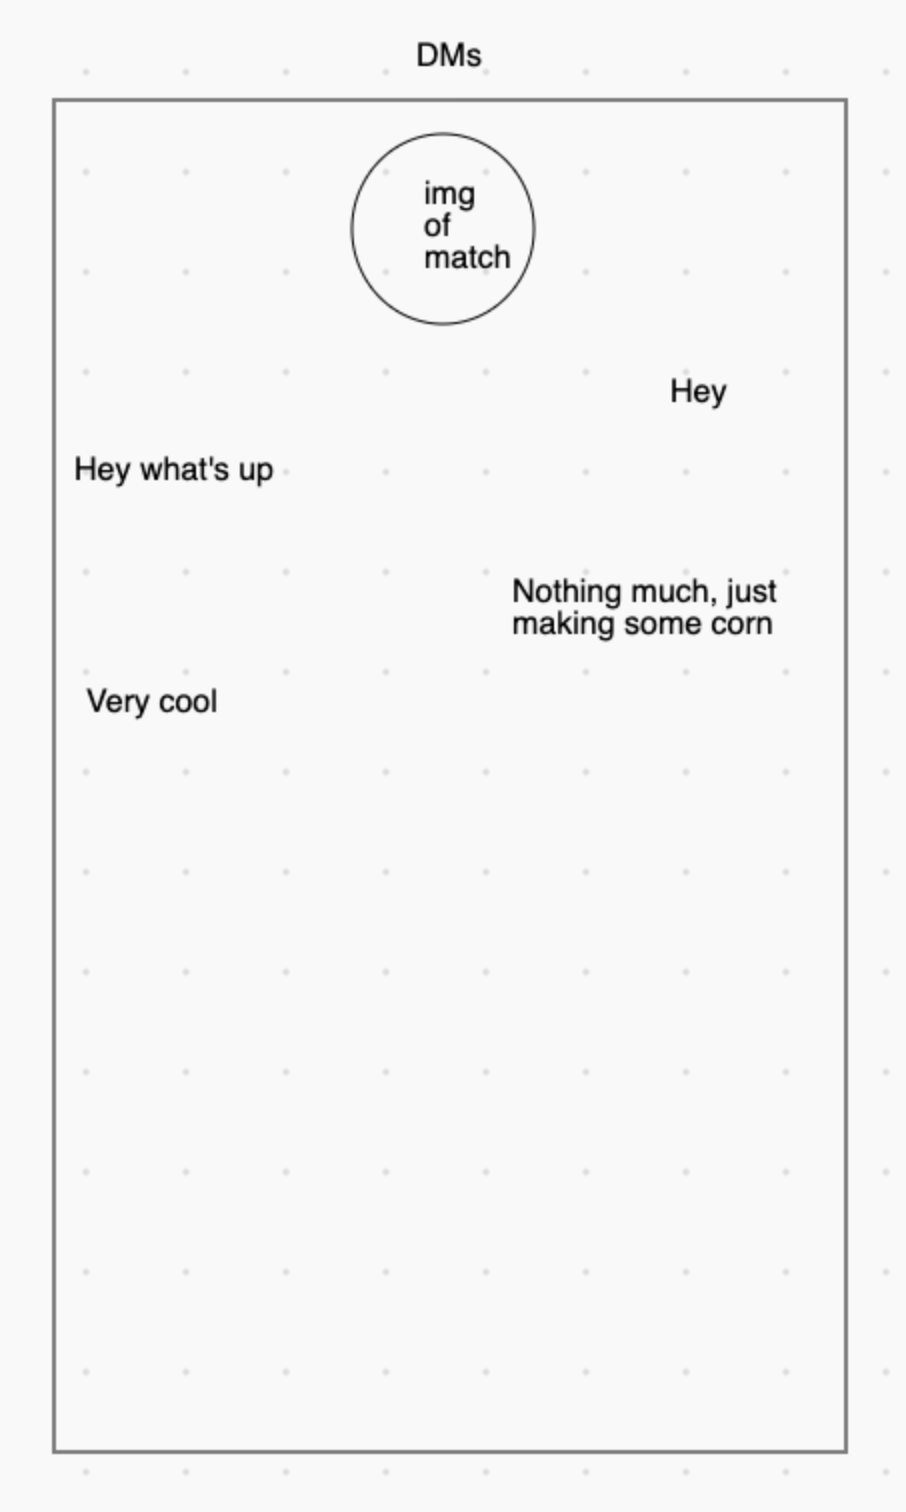 DMs
img
of
match
Hey
Hey what's up
Nothing much, just
making some corn
Very cool